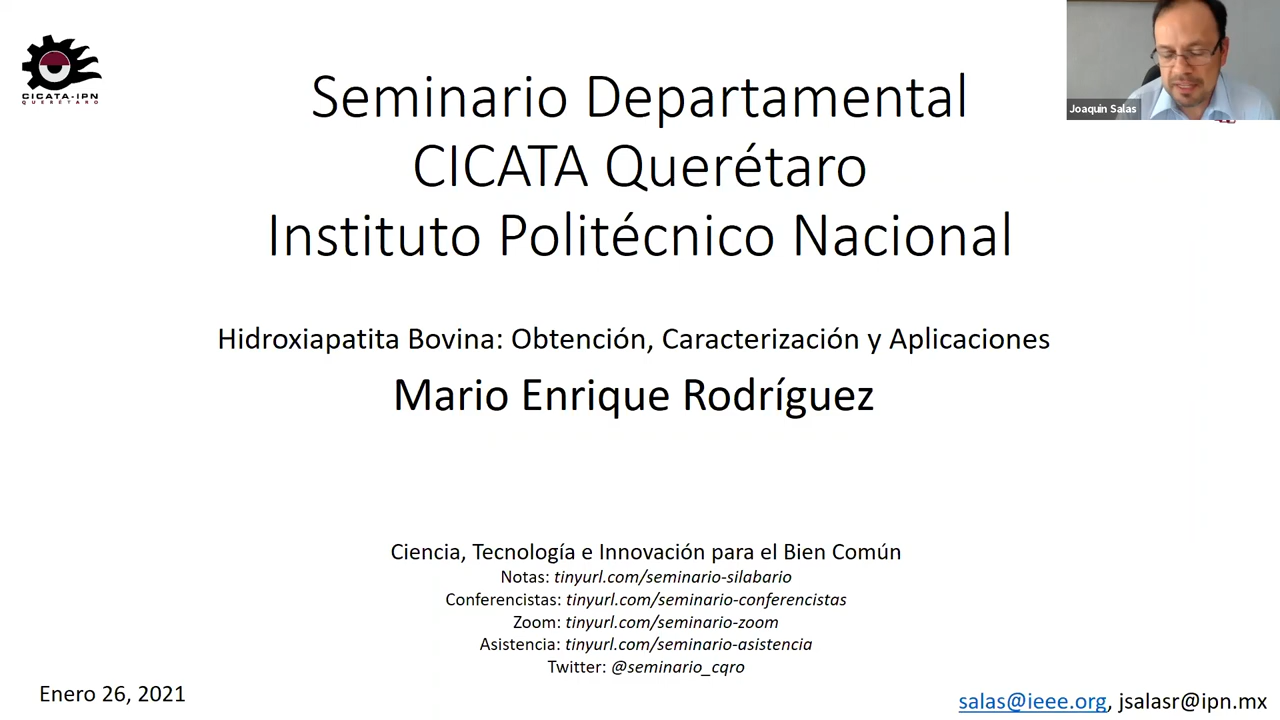 CICATA-IPN
QUERÉTARO
Joaquin Salas
Seminario Departamental
CICATA Querétaro
Instituto Politécnico Nacional
Hidroxiapatita Bovina: Obtención, Caracterización y Aplicaciones
Mario Enrique Rodríguez
Ciencia, Tecnología e Innovación para el Bien Común
Notas: tinyurl.com/seminario-silabario
Conferencistas: tinyurl.com/seminario-conferencistas
Zoom: tinyurl.com/seminario-zoom
Asistencia: tinyurl.com/seminario-asistencia
Twitter: @seminario_cqro
Enero 26, 2021
salas@ieee.org, jsalasr@ipn.mx